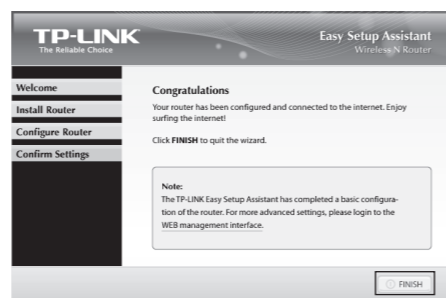 TP-LINK
The Reliable Choice
Easy Setup Assistant
Wireless N Router
Welcome
Install Router
Configure Router
Confirm Settings
Congratulations
Your router has been configured and connected to the internet. Enjoy
surfing the internet!
Click FINISH to quit the wizard.
Note:
The TP-LINK Easy Setup Assistant has completed a basic configura-
tion of the router. For more advanced settings, please login to the
WEB management interface.
FINISH